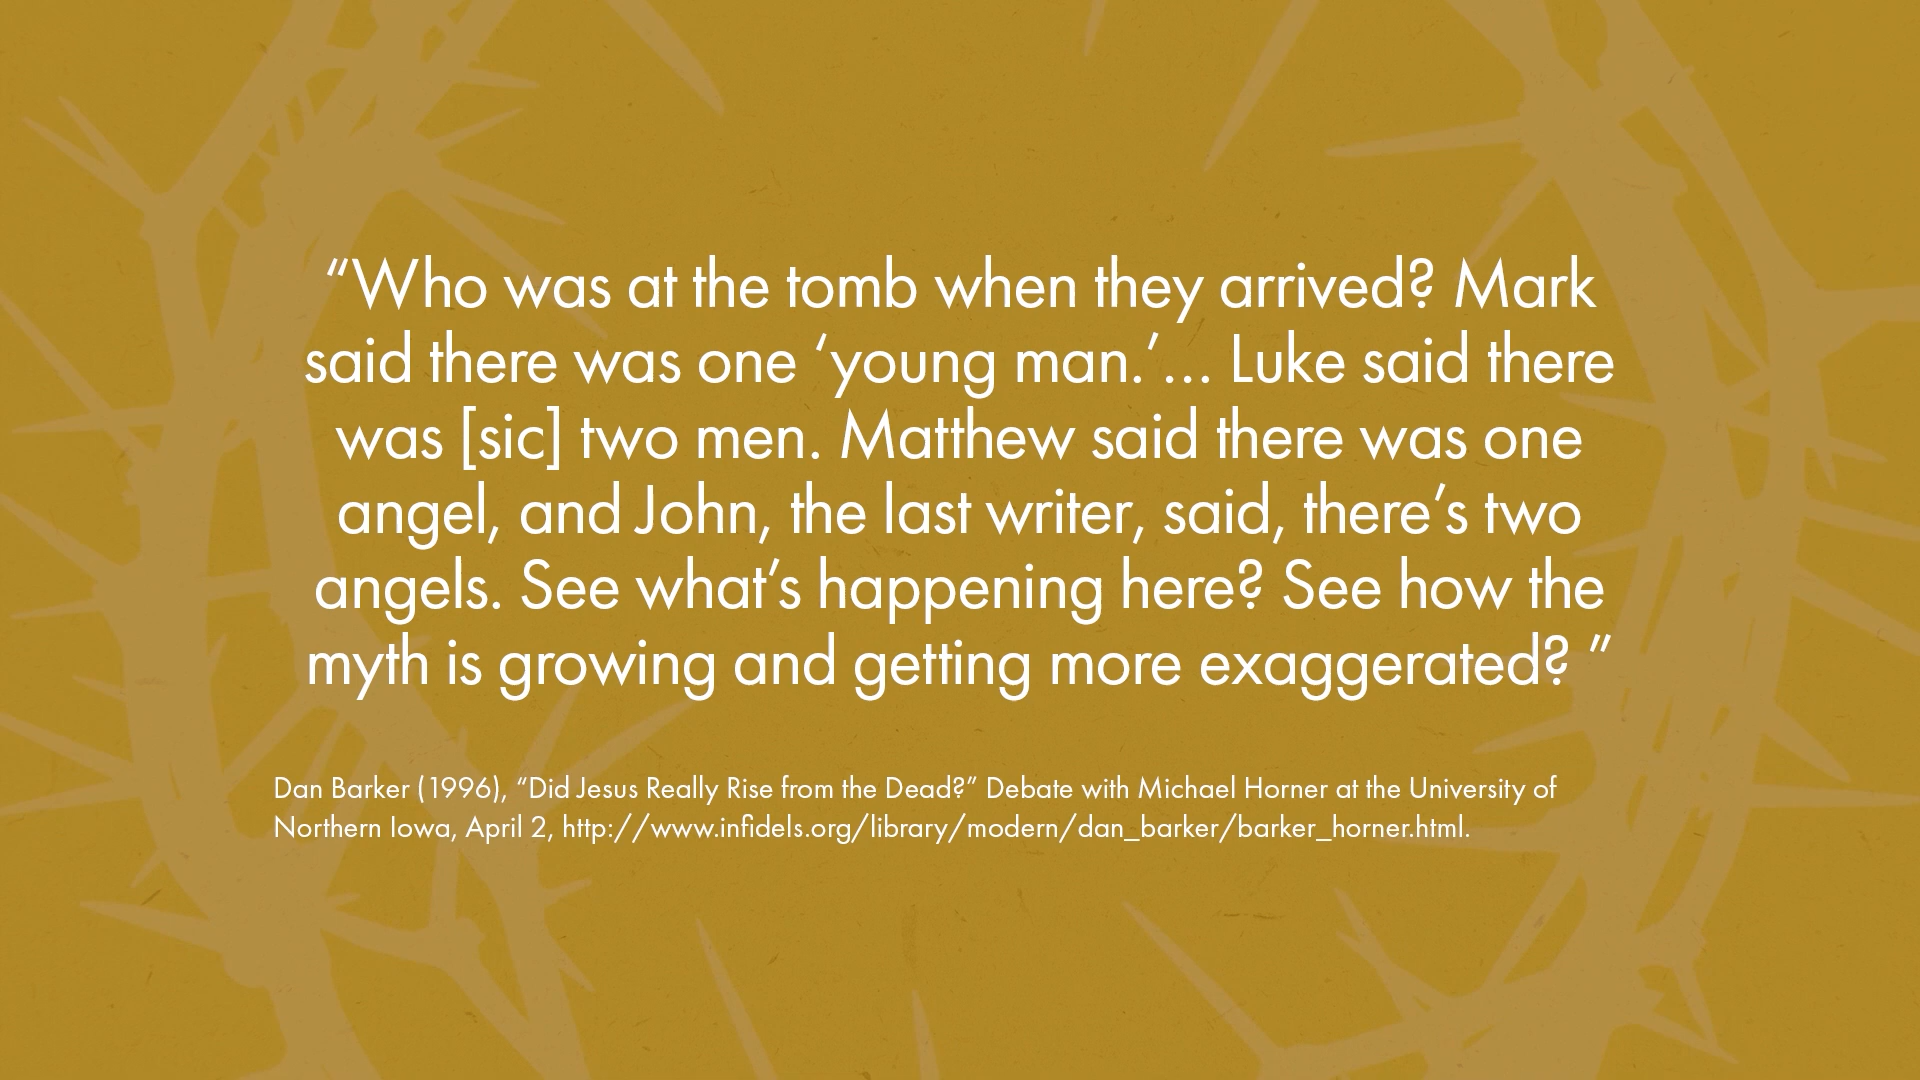 “Who was at the tomb when they arrived? Mark
said there was one ‘young man.’… Luke said there
was [sic] two men. Matthew said there was one
angel, and John, the last writer, said, there’s two
angels. See what’s happening here? See how the
myth is growing and getting more exaggerated? ”
Dan Barker (1996), “Did Jesus Really Rise from the Dead?” Debate with Michael Horner at the University of
Northern Iowa, April 2, http://www.infidels.org/library/modern/dan_barker/barker_horner.html.